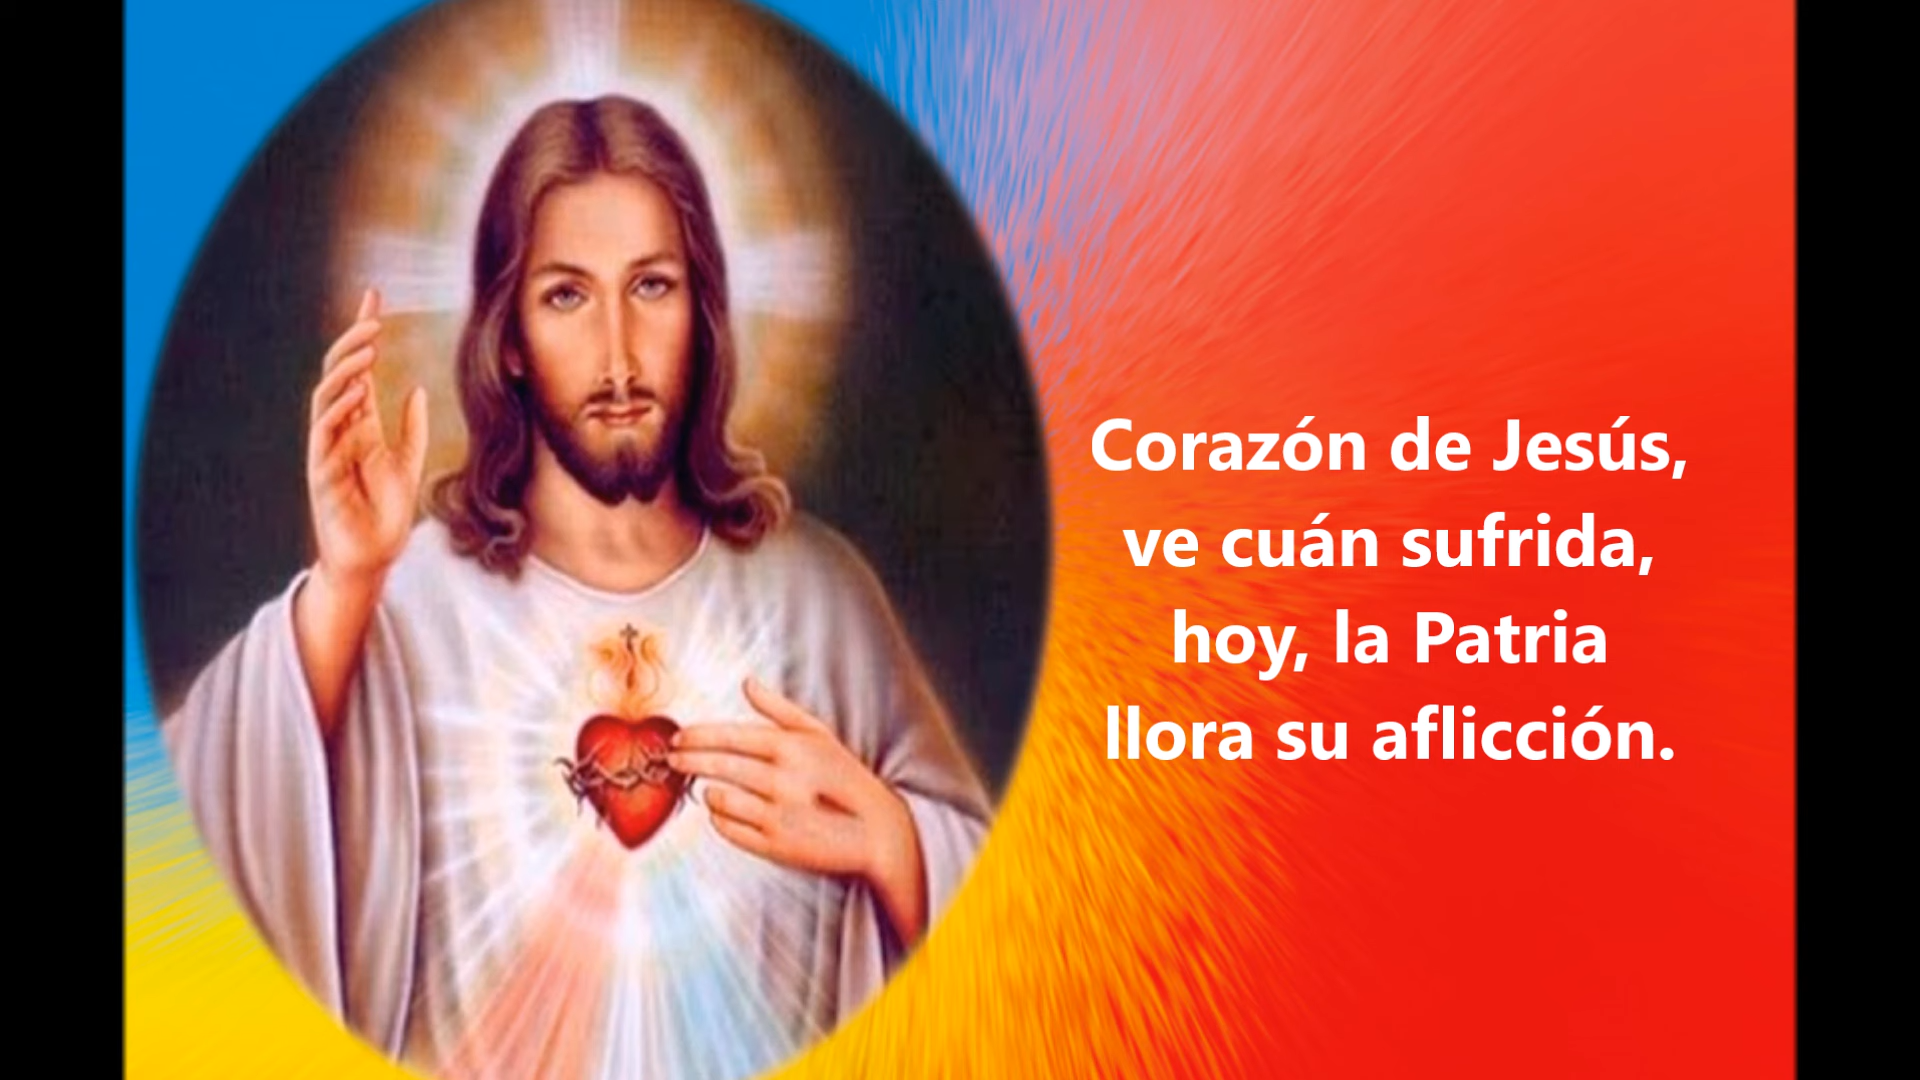 Corazón de Jesús,
ve cuán sufrida,
hoy, la Patria
llora su aflicción.